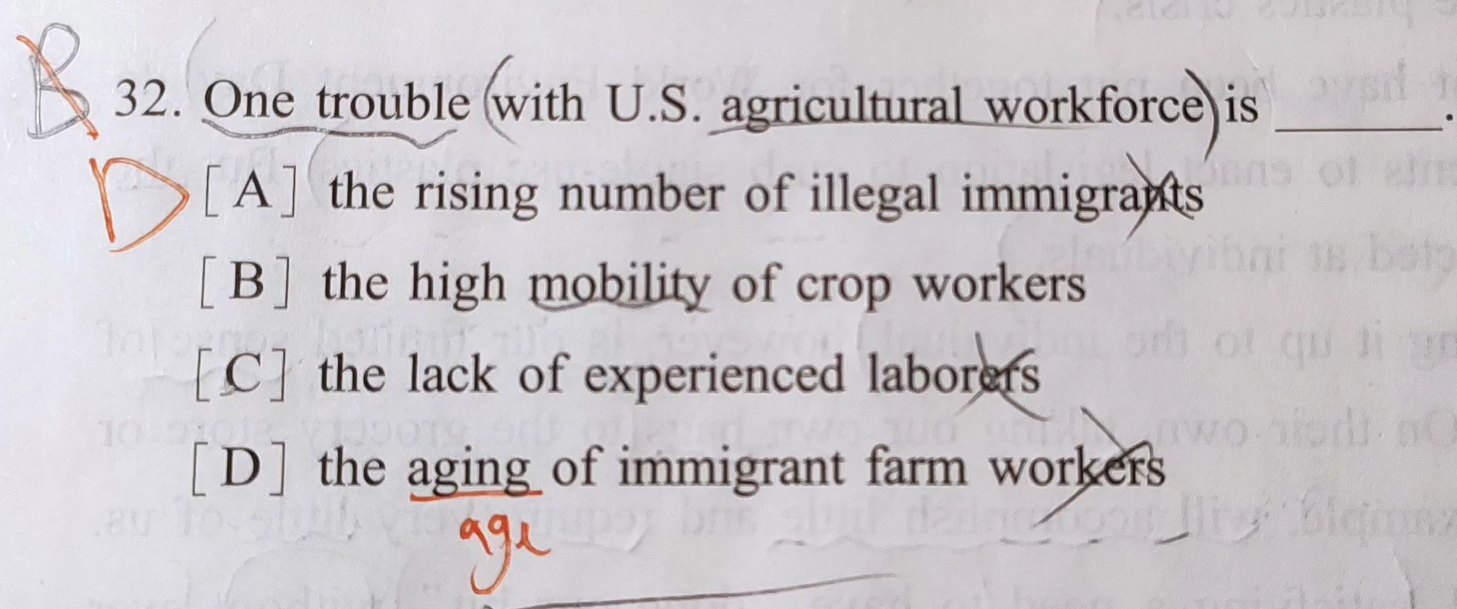 B
32. One trouble with U.S. agricultural workforce is ______.
D
[A] the rising number of illegal immigrants
[B] the high mobility of crop workers
[C] the lack of experienced laborers
[D] the aging of immigrant farm workers
age